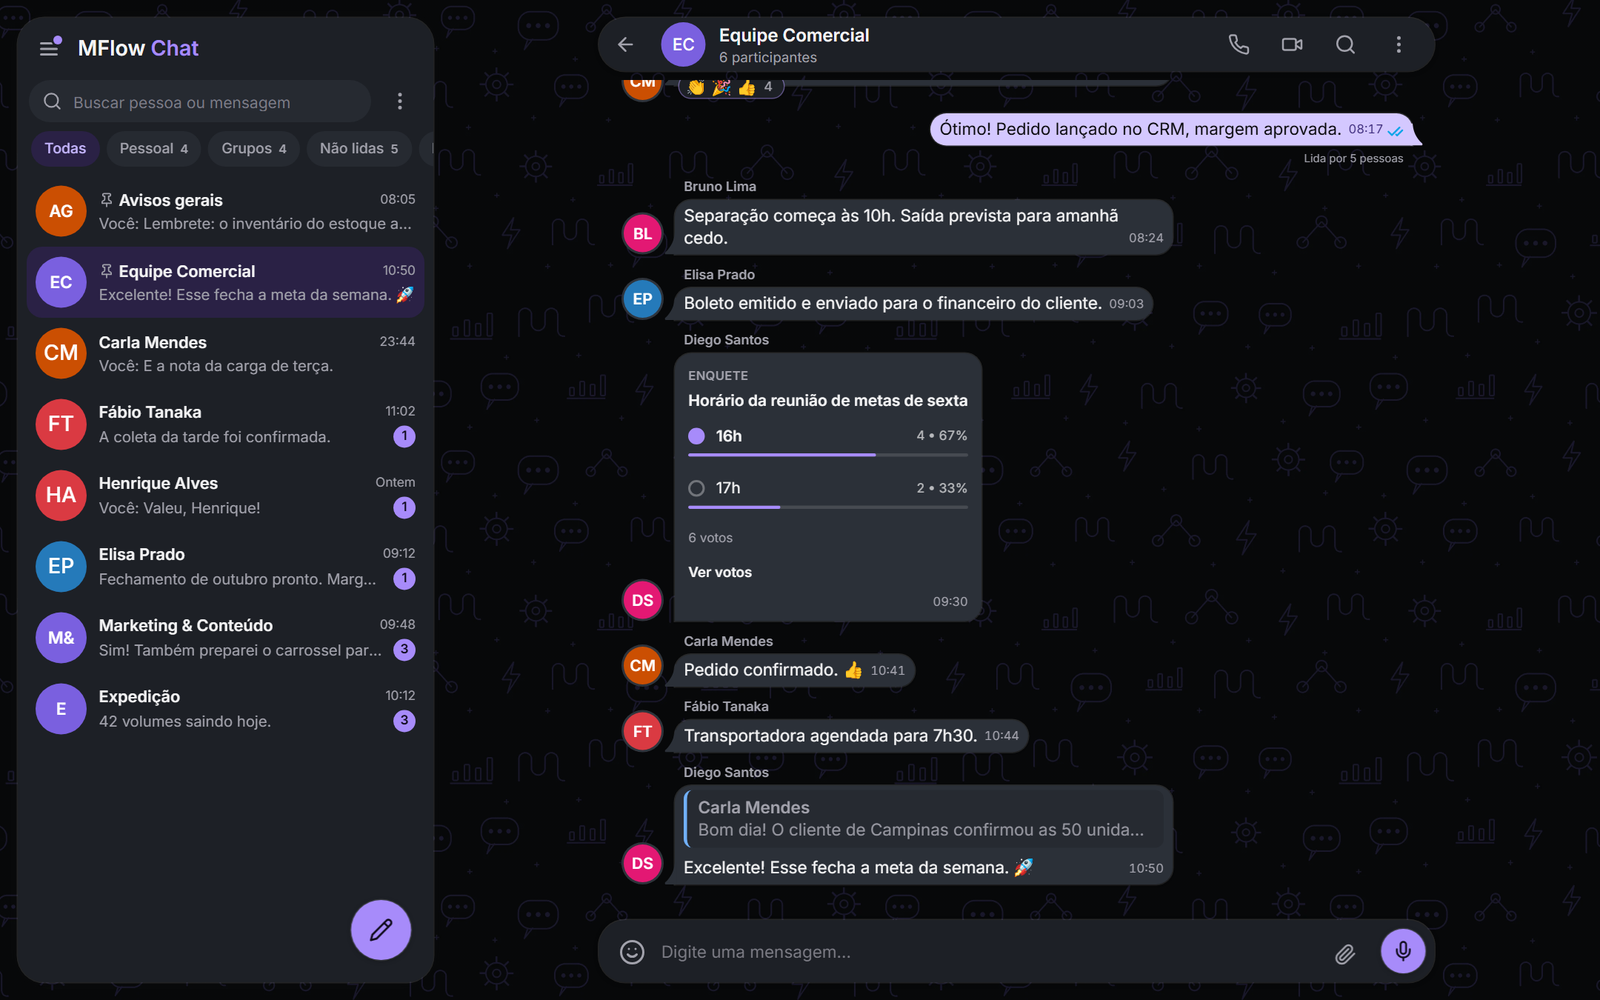 MFlow Chat
Buscar pessoa ou mensagem
Todas
Pessoal 4
Grupos 4
Não lidas 5
AG
Avisos gerais
08:05
Você: Lembrete: o inventário do estoque a...
EC
Equipe Comercial
10:50
Excelente! Esse fecha a meta da semana. 🚀
CM
Carla Mendes
23:44
Você: E a nota da carga de terça.
FT
Fábio Tanaka
11:02
A coleta da tarde foi confirmada.
1
HA
Henrique Alves
Ontem
Você: Valeu, Henrique!
1
EP
Elisa Prado
09:12
Fechamento de outubro pronto. Marg...
1
M&
Marketing & Conteúdo
09:48
Sim! Também preparei o carrossel par...
3
E
Expedição
10:12
42 volumes saindo hoje.
3
EC
Equipe Comercial
6 participantes
CM
👏 🎉 👍 4
Ótimo! Pedido lançado no CRM, margem aprovada. 08:17
Lida por 5 pessoas
Bruno Lima
BL
Separação começa às 10h. Saída prevista para amanhã
cedo.
08:24
Elisa Prado
EP
Boleto emitido e enviado para o financeiro do cliente. 09:03
Diego Santos
ENQUETE
Horário da reunião de metas de sexta
16h
4 • 67%
17h
2 • 33%
6 votos
Ver votos
09:30
DS
Carla Mendes
CM
Pedido confirmado. 👍 10:41
Fábio Tanaka
FT
Transportadora agendada para 7h30. 10:44
Diego Santos
Carla Mendes
Bom dia! O cliente de Campinas confirmou as 50 unida...
DS
Excelente! Esse fecha a meta da semana. 🚀
10:50
Digite uma mensagem...